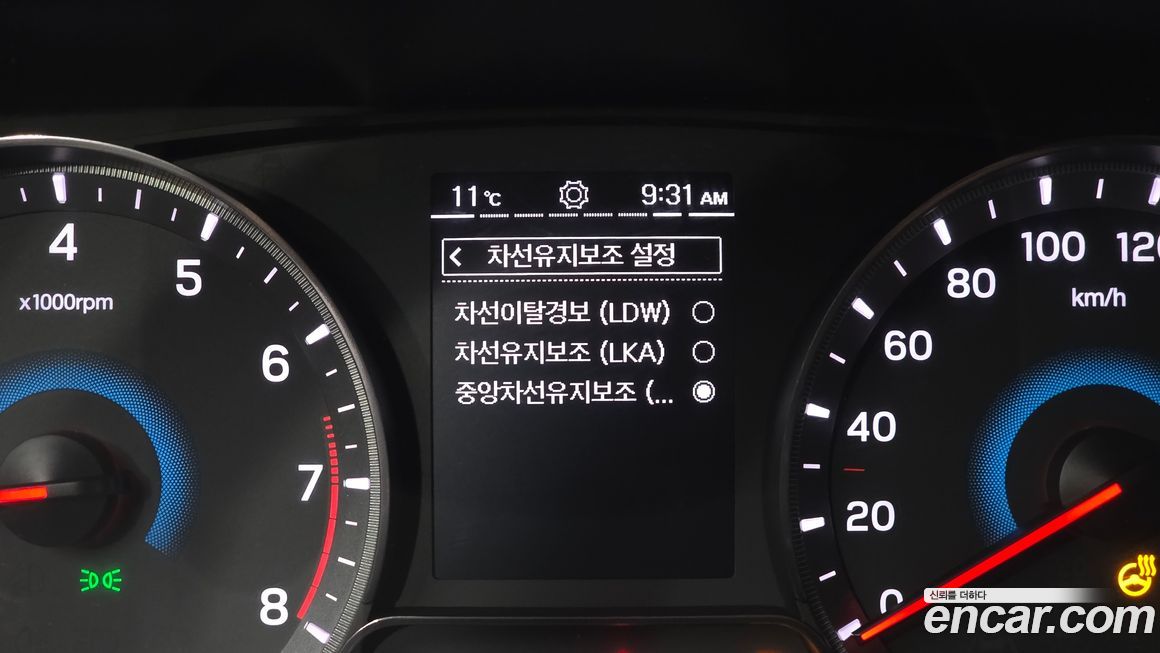 11°C 9:31 AM
< 차선유지보조 설정
차선이탈경보 (LDW)
차선유지보조 (LKA)
중앙차선유지보조 (...
4
5
6
7
8
x1000rpm
0
20
40
60
80
100
120
km/h
신뢰를 더하다
encar.com